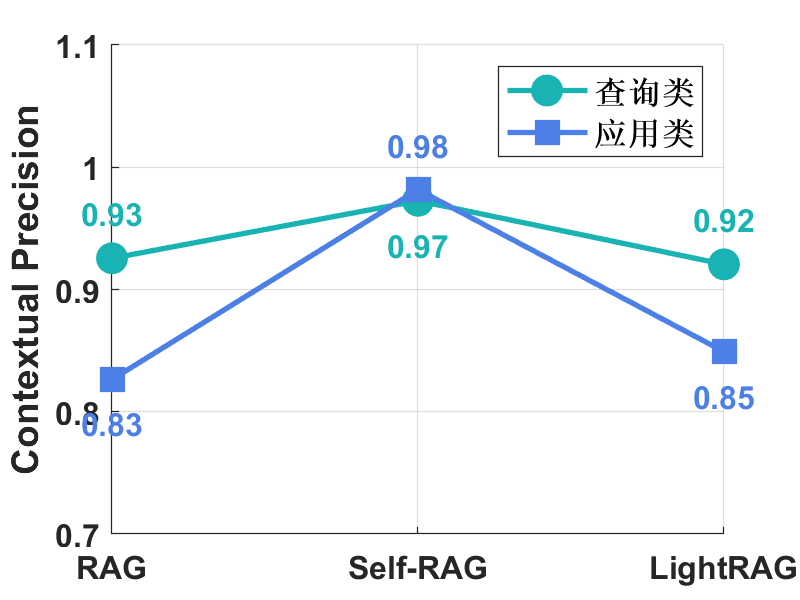 1.1
查询类
应用类
0.98
1
0.93
0.92
0.97
Contextual Precision
0.9
0.85
0.8
0.83
0.7
RAG
Self-RAG
LightRAG